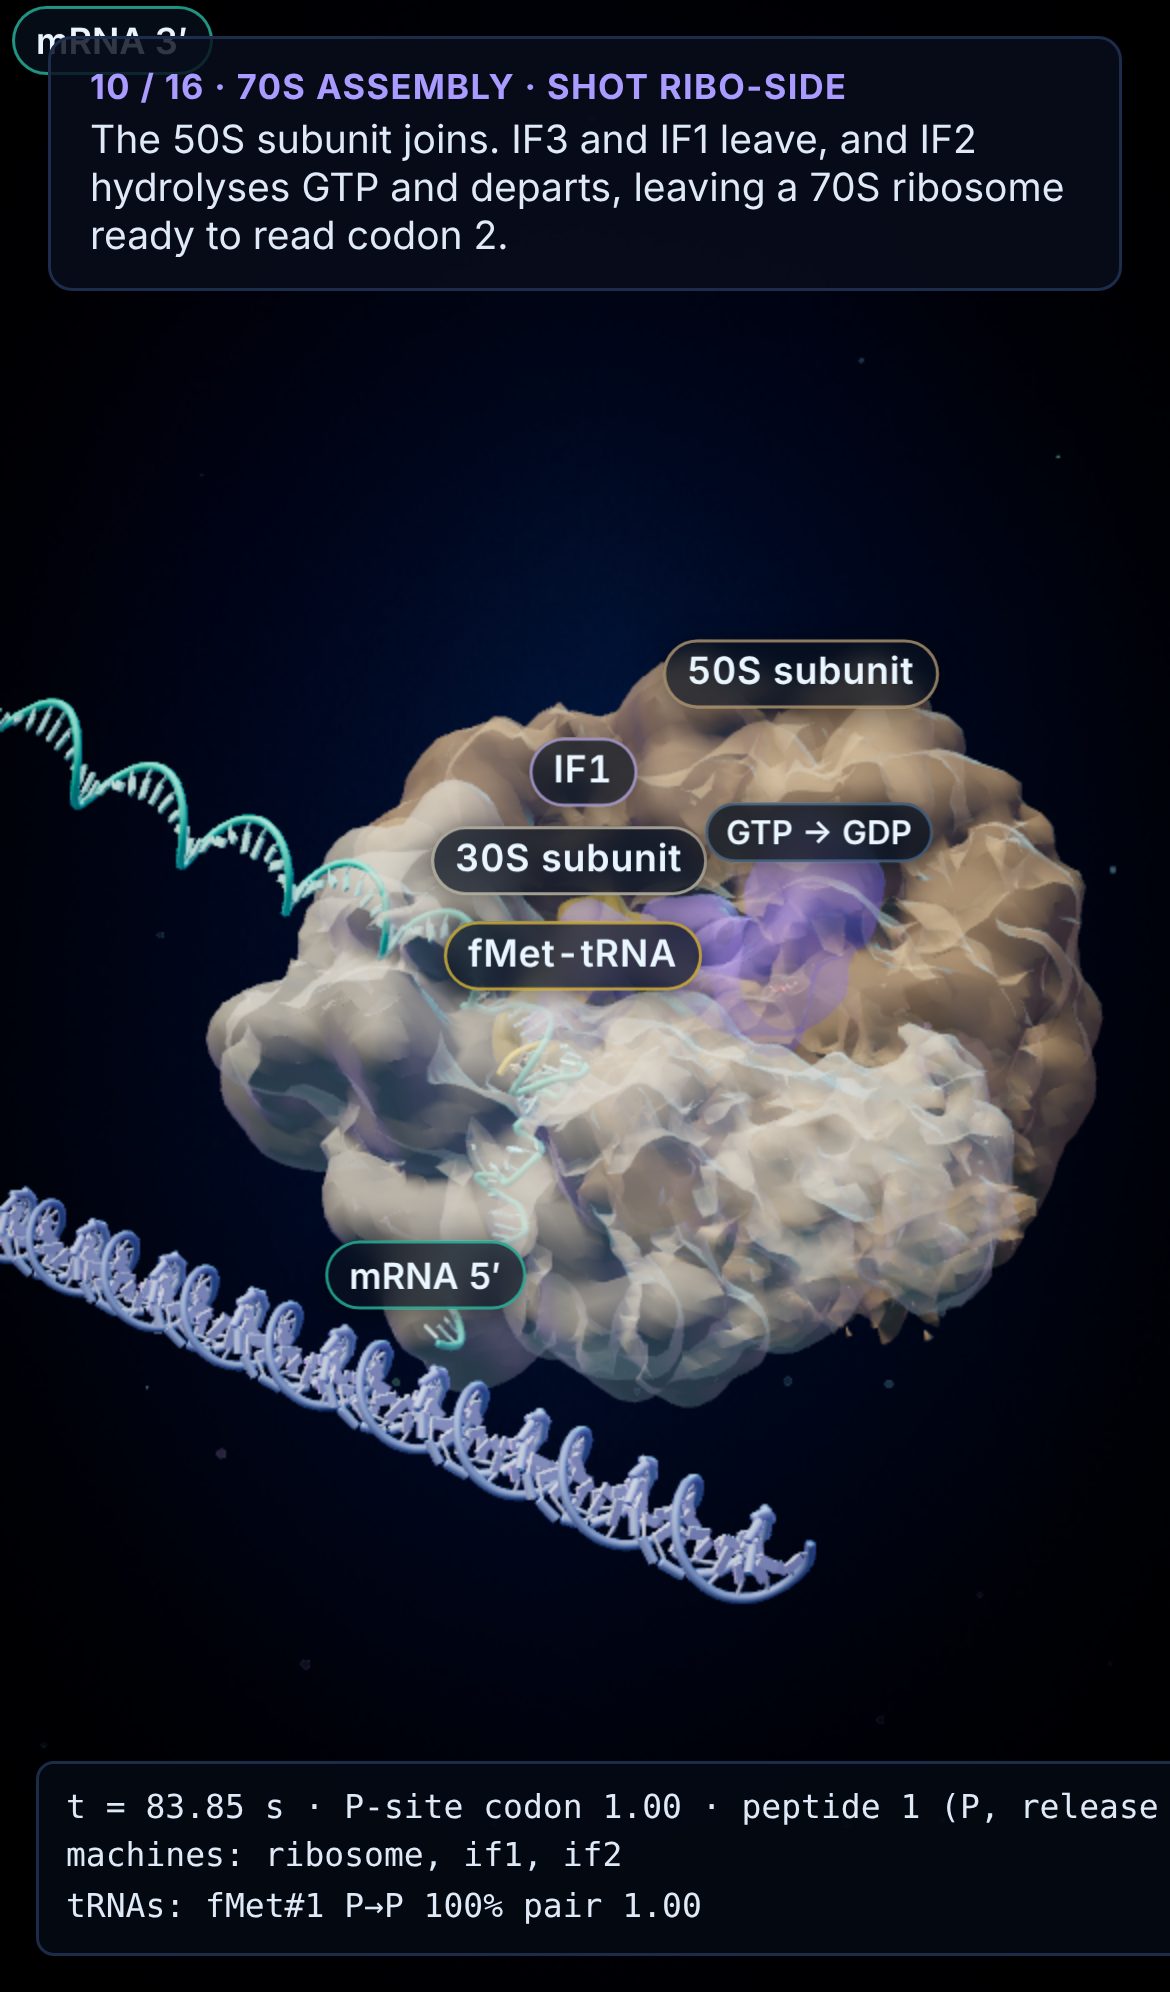 mRNA 3′
10 / 16 · 70S ASSEMBLY · SHOT RIBO-SIDE
The 50S subunit joins. IF3 and IF1 leave, and IF2
hydrolyses GTP and departs, leaving a 70S ribosome
ready to read codon 2.
50S subunit
IF1
GTP → GDP
30S subunit
fMet-tRNA
mRNA 5′
t = 83.85 s · P-site codon 1.00 · peptide 1 (P, release
machines: ribosome, if1, if2
tRNAs: fMet#1 P→P 100% pair 1.00